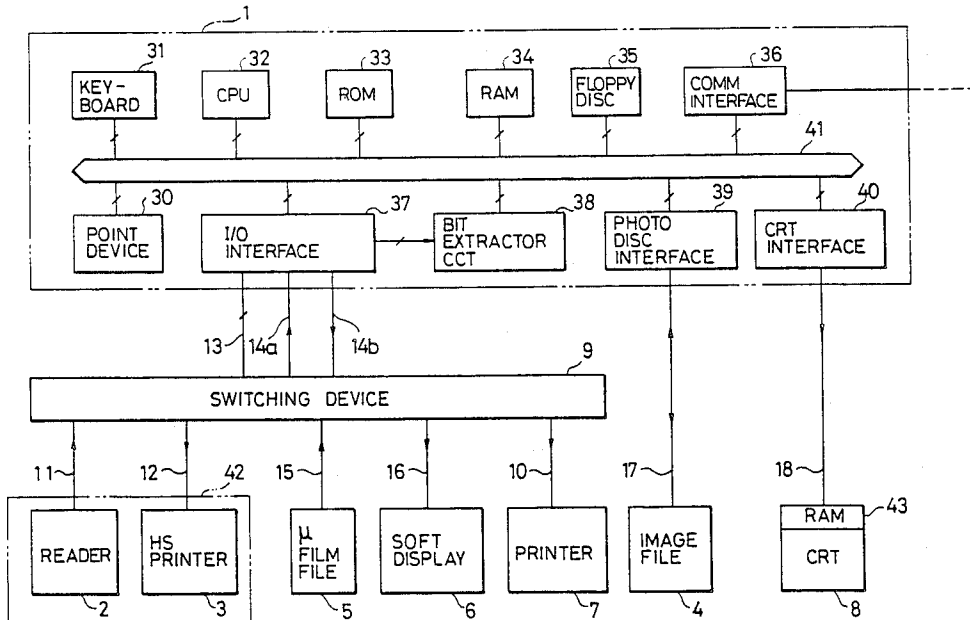 1
31 32 33 34 35 36
KEY-
BOARD
CPU
ROM
RAM
FLOPPY
DISC
COMM
INTERFACE
41
30 37 38 39 40
POINT
DEVICE
I/O
INTERFACE
BIT
EXTRACTOR
CCT
PHOTO
DISC
INTERFACE
CRT
INTERFACE
13 14a 14b
9
SWITCHING DEVICE
11 12 42 15 16 10 17 18
READER
HS
PRINTER
μ
FILM
FILE
SOFT
DISPLAY
PRINTER
IMAGE
FILE
RAM
43
CRT
2 3 5 6 7 4 8